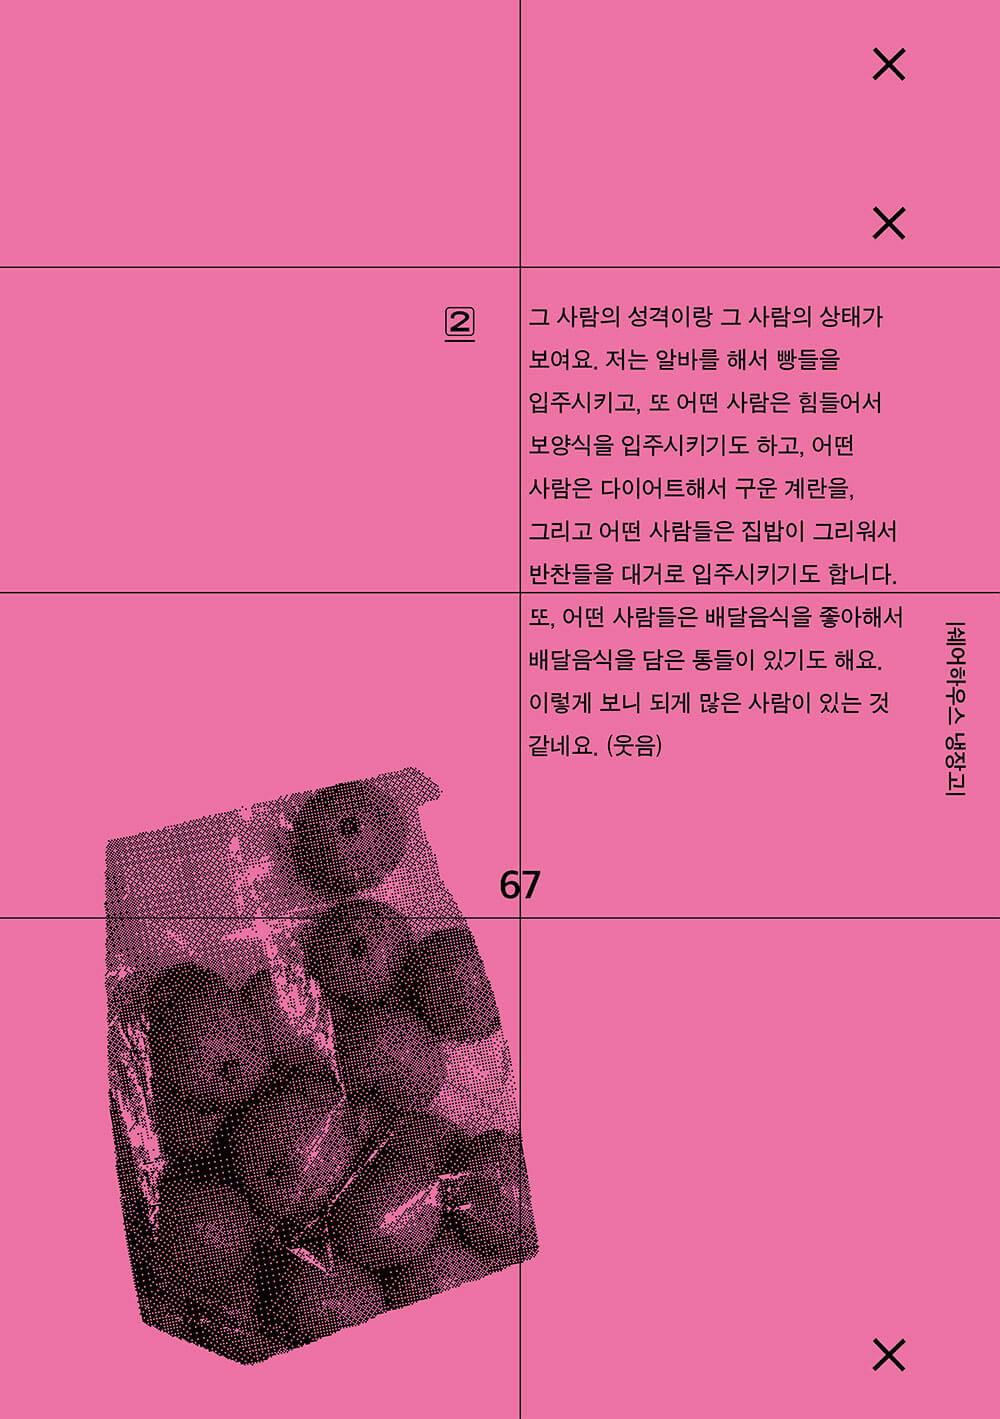 2
그 사람의 성격이랑 그 사람의 상태가
보여요. 저는 알바를 해서 빵들을
입주시키고, 또 어떤 사람은 힘들어서
보양식을 입주시키기도 하고, 어떤
사람은 다이어트해서 구운 계란을,
그리고 어떤 사람들은 집밥이 그리워서
반찬들을 대거로 입주시키기도 합니다.
또, 어떤 사람들은 배달음식을 좋아해서
배달음식을 담은 통들이 있기도 해요.
이렇게 보니 되게 많은 사람이 있는 것
같네요. (웃음)
|쉐어하우스 냉장고|
67